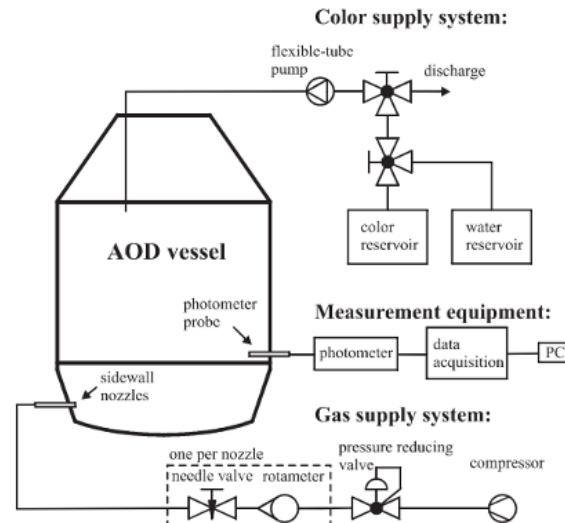 Color supply system:
flexible-tube
pump
discharge
color
reservoir
water
reservoir
AOD vessel
photometer
probe
Measurement equipment:
photometer
data
acquisition
PC
sidewall
nozzles
Gas supply system:
one per nozzle
needle valve
rotameter
pressure reducing
valve
compressor